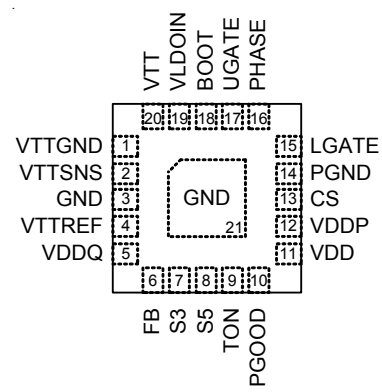 VTT
VLDOIN
BOOT
UGATE
PHASE
20 19 18 17 16
VTTGND 1
VTTSNS 2
GND 3
VTTREF 4
VDDQ 5
GND
21
15 LGATE
14 PGND
13 CS
12 VDDP
11 VDD
6 7 8 9 10
FB
S3
S5
TON
PGOOD